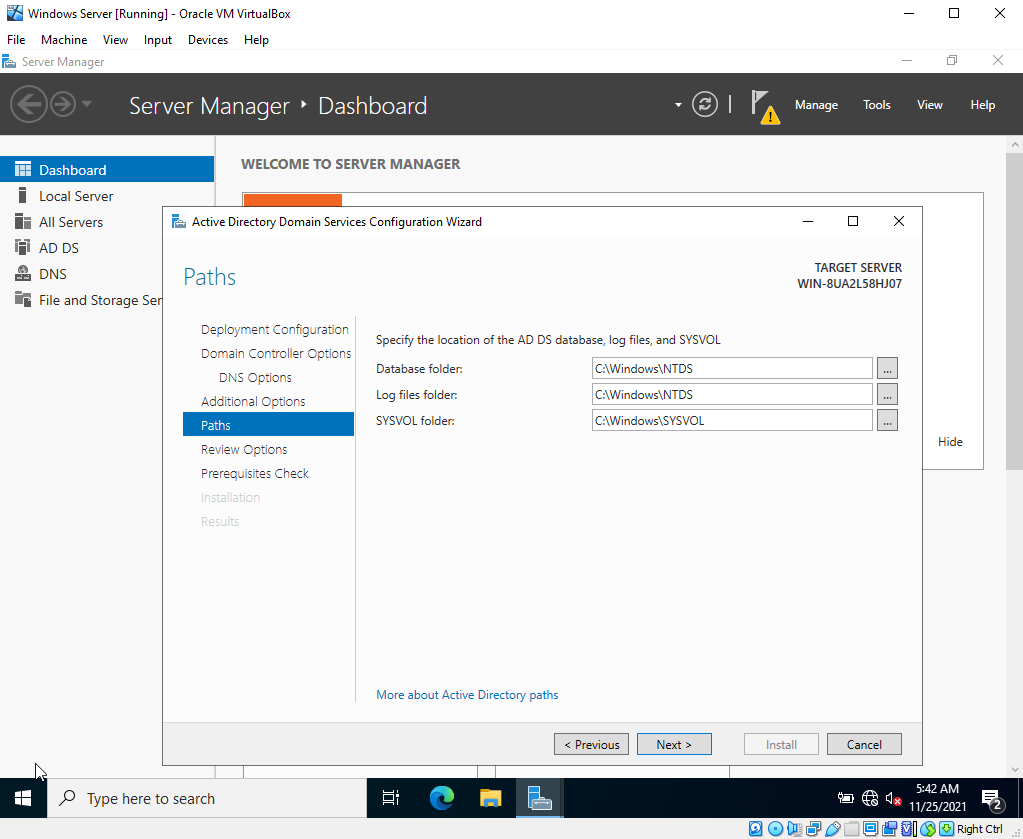 Windows Server [Running] - Oracle VM VirtualBox
File Machine View Input Devices Help
Server Manager
Server Manager ‣ Dashboard
Manage Tools View Help
Dashboard
Local Server
All Servers
AD DS
DNS
File and Storage Ser
WELCOME TO SERVER MANAGER
Hide
Active Directory Domain Services Configuration Wizard
Paths
TARGET SERVER
WIN-8UA2L58HJ07
Deployment Configuration
Domain Controller Options
DNS Options
Additional Options
Paths
Review Options
Prerequisites Check
Installation
Results
Specify the location of the AD DS database, log files, and SYSVOL
Database folder: C:\Windows\NTDS ...
Log files folder: C:\Windows\NTDS ...
SYSVOL folder: C:\Windows\SYSVOL ...
More about Active Directory paths
< Previous Next > Install Cancel
Type here to search
5:42 AM
11/25/2021
2
Right Ctrl